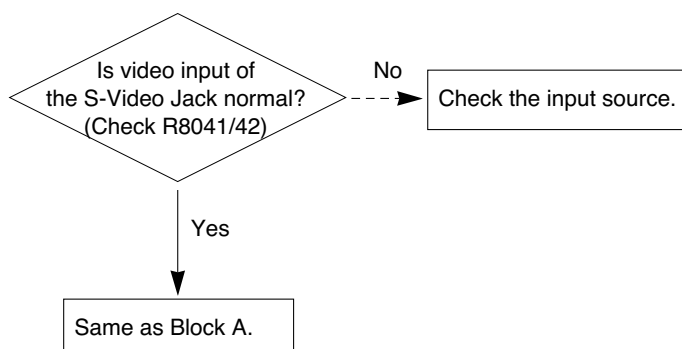 Is video input of
the S-Video Jack normal?
(Check R8041/42)
No
Check the input source.
Yes
Same as Block A.